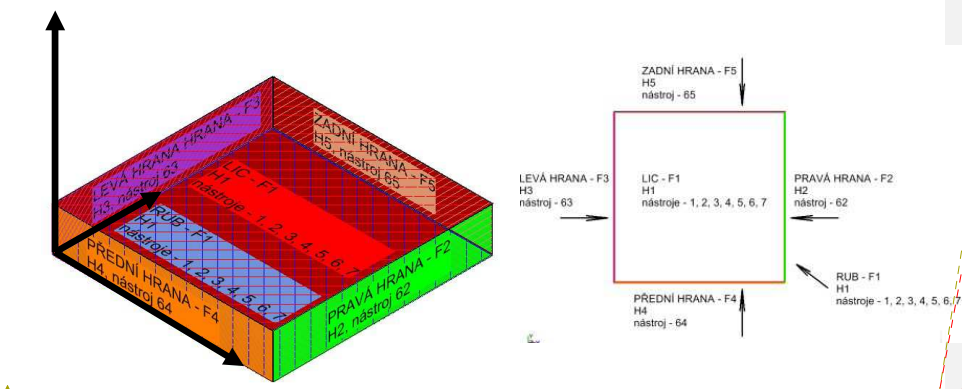 LEVÁ HRANA HRANA - F3
H3, nástroj 63
ZADNÍ HRANA - F5
H5, nástroj 65
LIC - F1
H1
nástroje - 1, 2, 3, 4, 5, 6, 7
RUB - F1
H1
nástroje - 1, 2, 3, 4, 5, 6, 7
PŘEDNÍ HRANA - F4
H4, nástroj 64
PRAVÁ HRANA - F2
H2, nástroj 62
ZADNÍ HRANA - F5
H5
nástroj - 65
LEVÁ HRANA - F3
H3
nástroj - 63
LIC - F1
H1
nástroje - 1, 2, 3, 4, 5, 6, 7
PRAVÁ HRANA - F2
H2
nástroj - 62
RUB - F1
H1
nástroje - 1, 2, 3, 4, 5, 6, 7
PŘEDNÍ HRANA - F4
H4
nástroj - 64